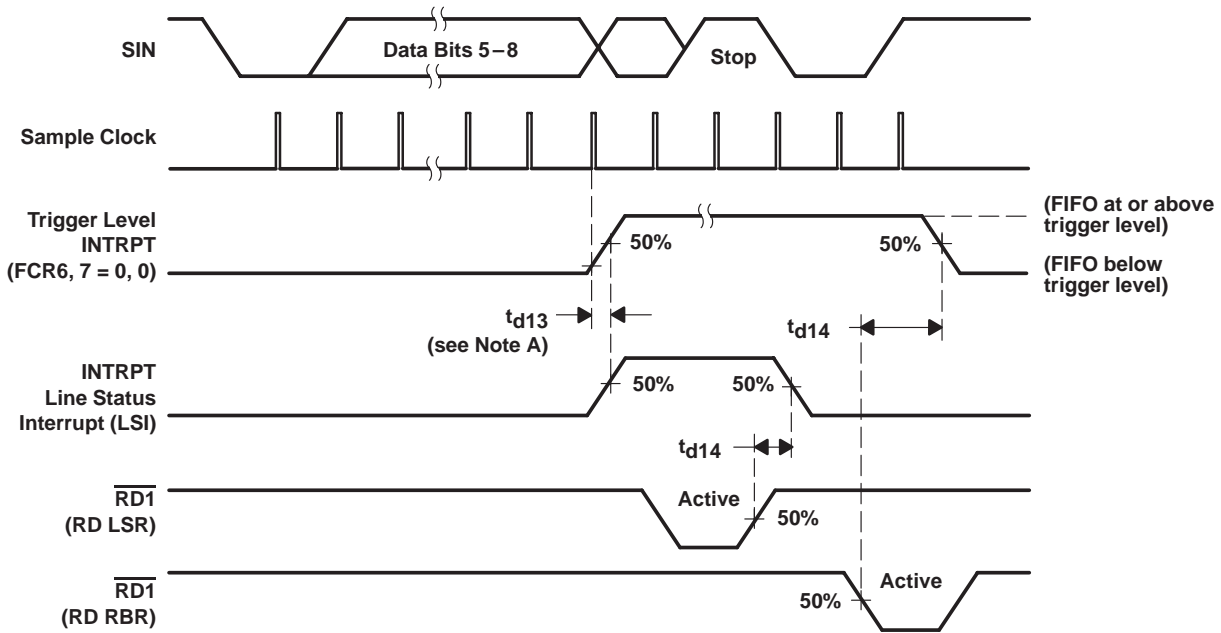 SIN
Data Bits 5–8
Stop
Sample Clock
Trigger Level
INTRPT
(FCR6, 7 = 0, 0)
50%
50%
(FIFO at or above
trigger level)
(FIFO below
trigger level)
td13
(see Note A)
td14
INTRPT
Line Status
Interrupt (LSI)
50%
50%
td14
RD1
(RD LSR)
Active
50%
RD1
(RD RBR)
50%
Active